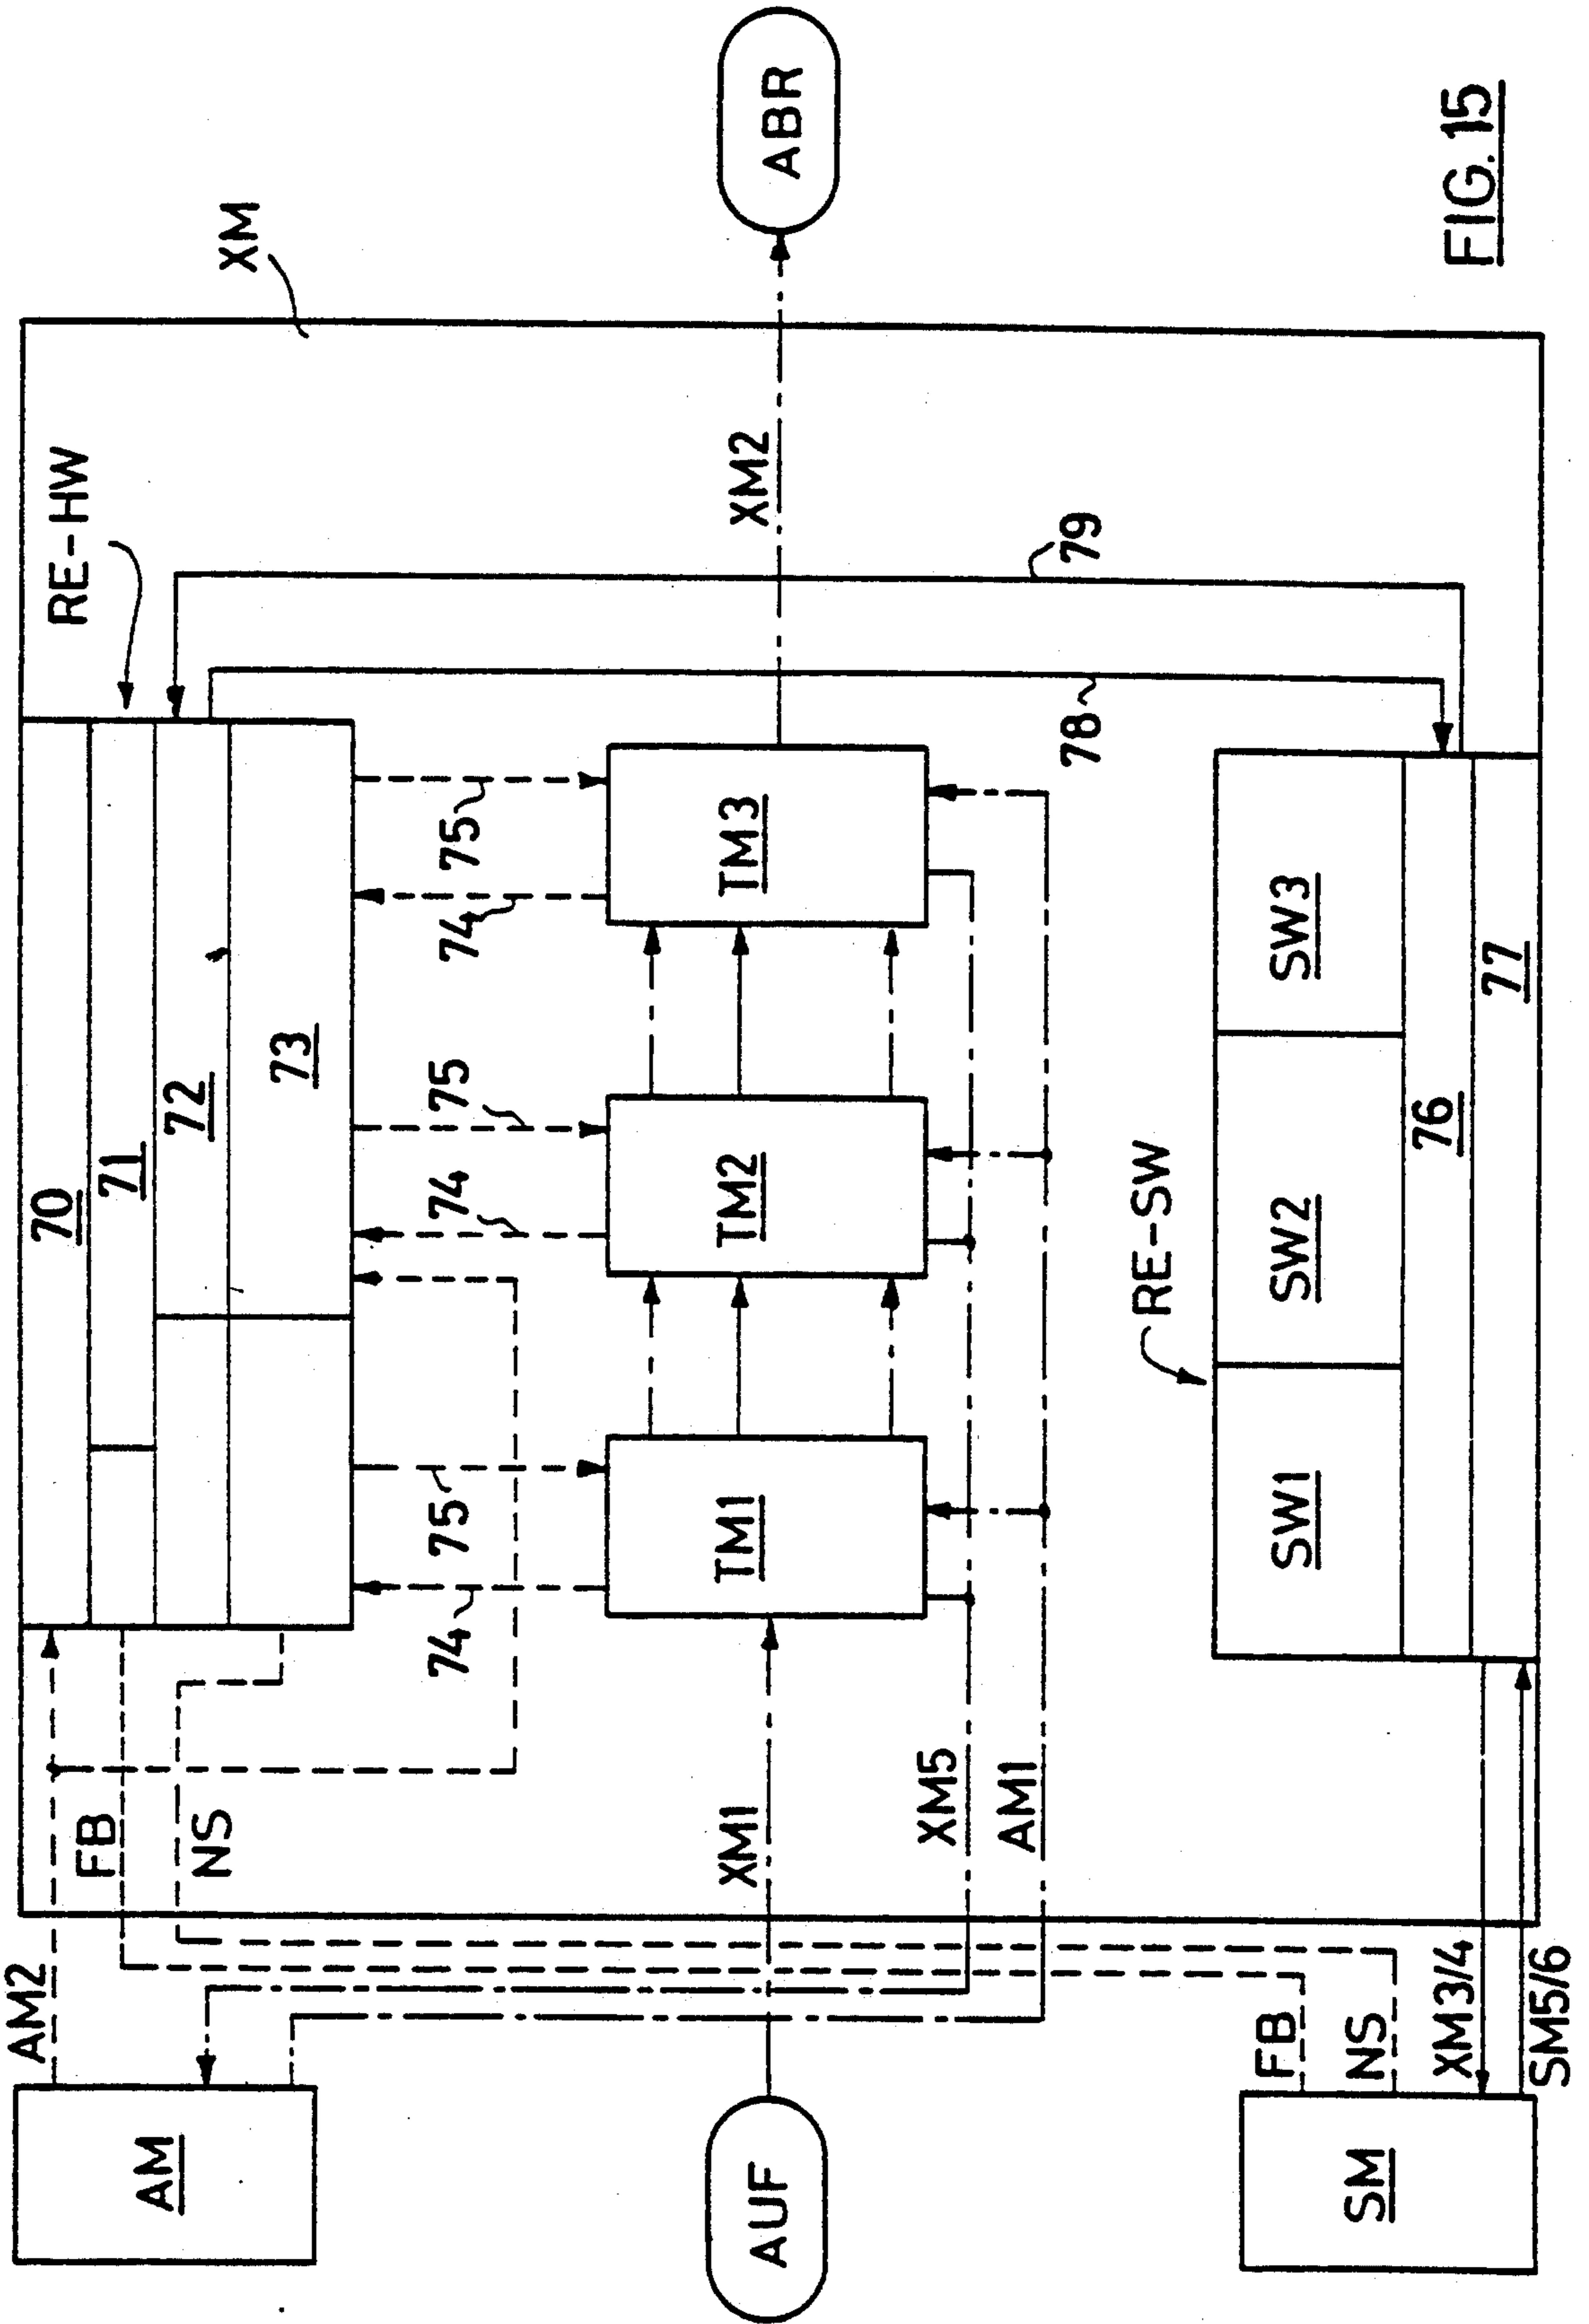 AM2
AM
FB
NS
70
71
72
73
RE-HW
XM
74
75
74
75
74
75
AUF
XM1
TM1
TM2
TM3
XM2
ABR
XM5
AM1
78
79
RE-SW
SW1
SW2
SW3
76
77
FB
NS
XM3/4
SM5/6
SM
FIG. 15